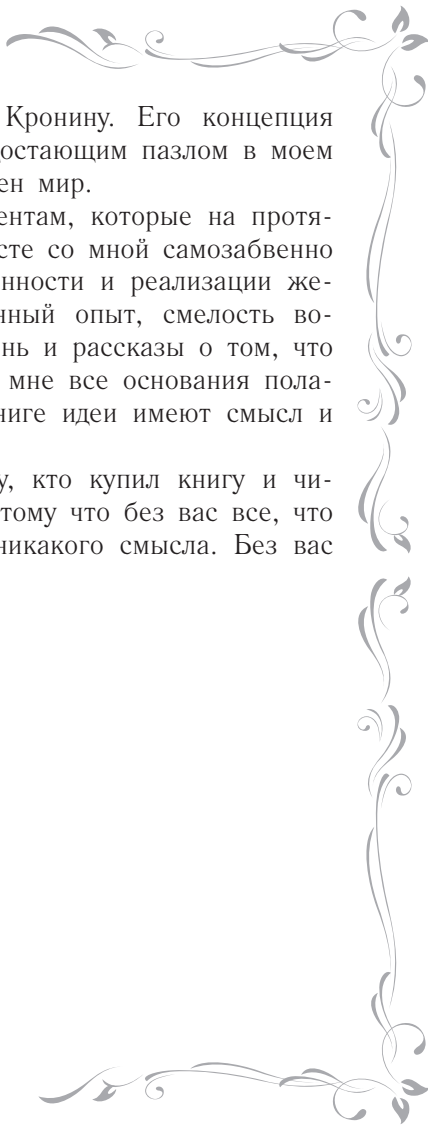 Кронину. Его концепция
достающим пазлом в моем
ен мир.
ентам, которые на протя-
сте со мной самозабвенно
нности и реализации же-
нный опыт, смелость во-
нь и рассказы о том, что
мне все основания пола-
ниге идеи имеют смысл и
у, кто купил книгу и чи-
тому что без вас все, что
никакого смысла. Без вас